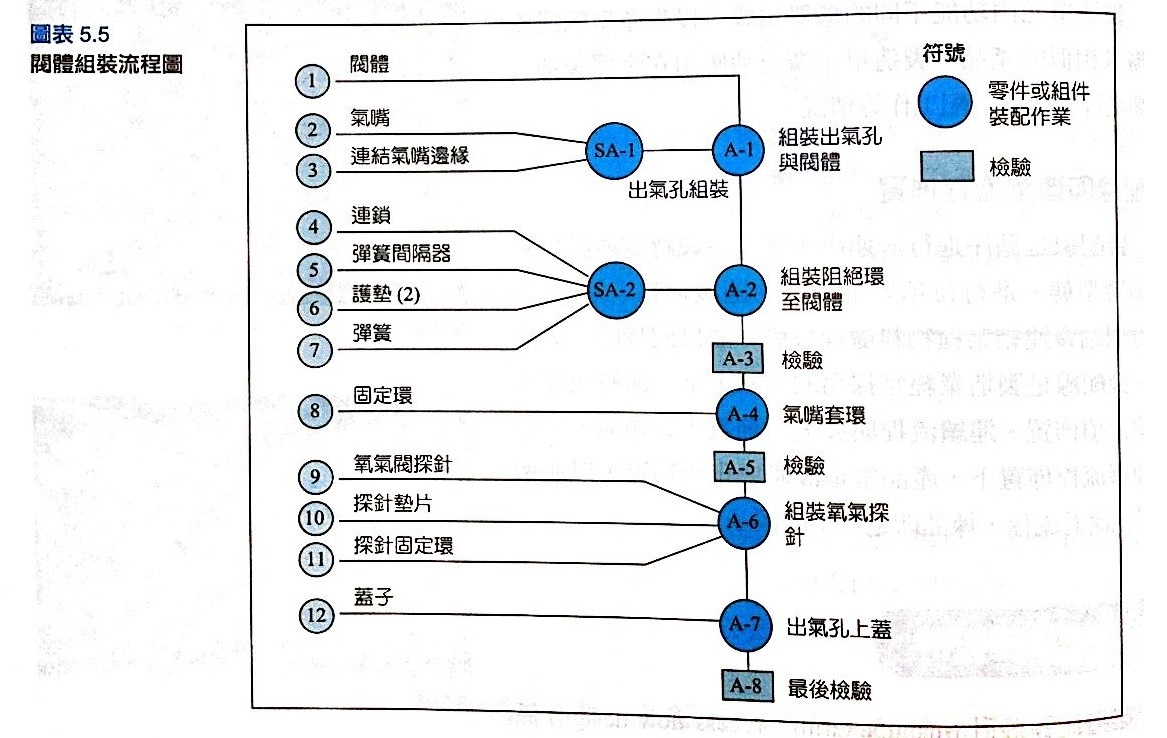 圖表 5.5
閥體組裝流程圖
符號
零件或組件
裝配作業
檢驗
1 閥體
2 氣嘴
3 連結氣嘴邊緣
SA-1
出氣孔組裝
A-1
組裝出氣孔
與閥體
4 連鎖
5 彈簧間隔器
6 護墊 (2)
7 彈簧
SA-2
A-2
組裝阻絕環
至閥體
A-3 檢驗
8 固定環
A-4 氣嘴套環
A-5 檢驗
9 氧氣閥探針
10 探針墊片
11 探針固定環
A-6
組裝氧氣探
針
12 蓋子
A-7 出氣孔上蓋
A-8 最後檢驗